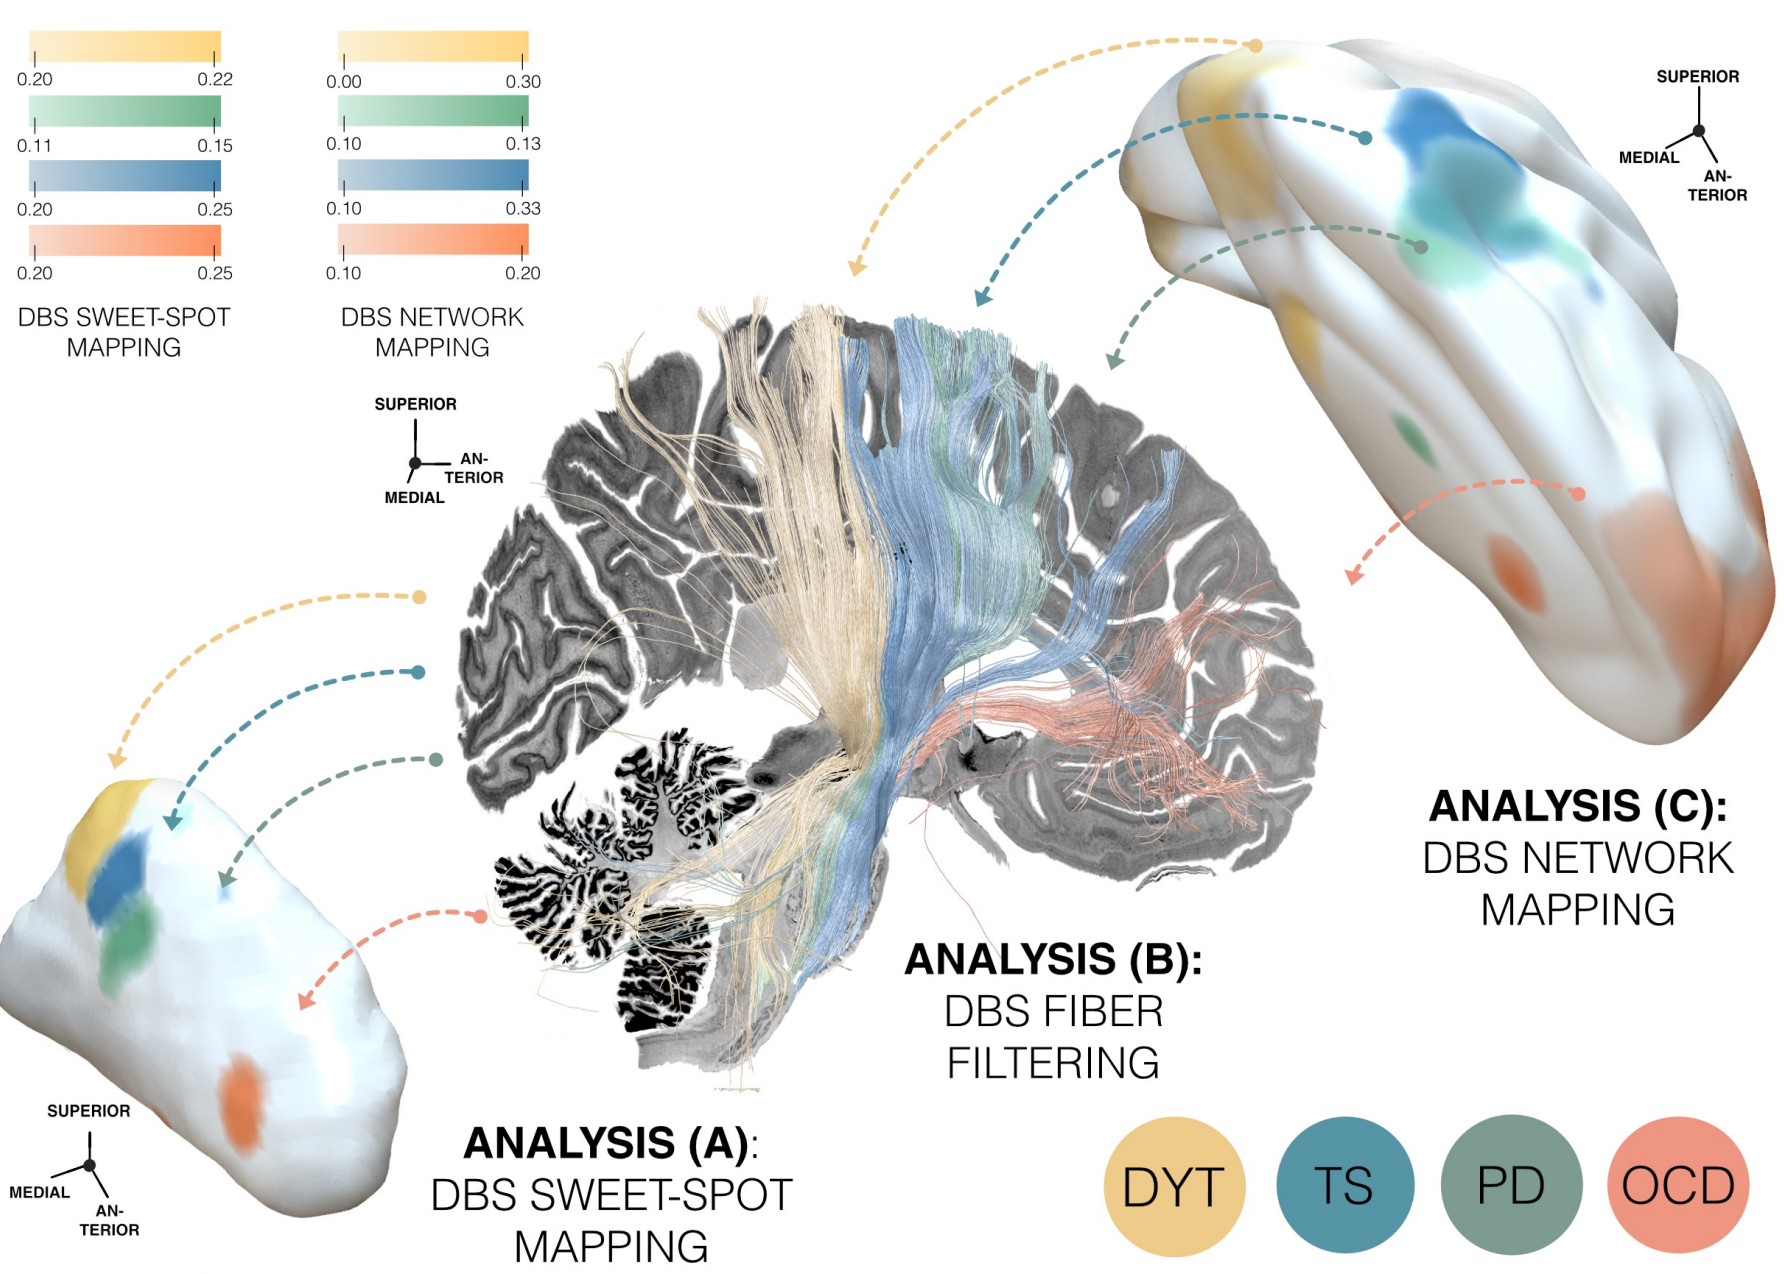 0.20 0.22
0.11 0.15
0.20 0.25
0.20 0.25
DBS SWEET-SPOT
MAPPING
0.00 0.30
0.10 0.13
0.10 0.33
0.10 0.20
DBS NETWORK
MAPPING
SUPERIOR
MEDIAL
AN-
TERIOR
SUPERIOR
AN-
TERIOR
MEDIAL
ANALYSIS (C):
DBS NETWORK
MAPPING
ANALYSIS (B):
DBS FIBER
FILTERING
SUPERIOR
MEDIAL
AN-
TERIOR
ANALYSIS (A):
DBS SWEET-SPOT
MAPPING
DYT TS PD OCD